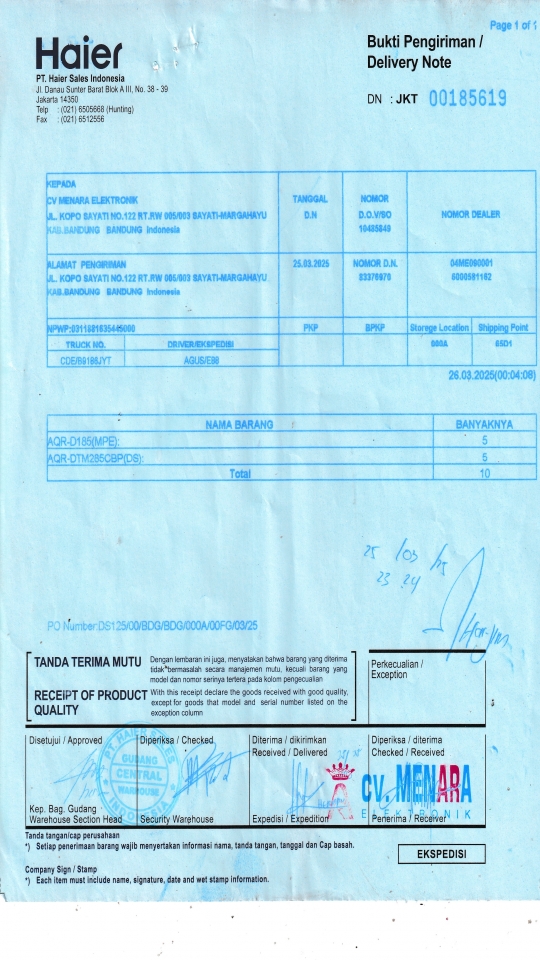 Page 1 of 1
Haier
Bukti Pengiriman /
Delivery Note
PT. Haier Sales Indonesia
Jl. Danau Sunter Barat Blok A III, No. 38 - 39
Jakarta 14350
Telp : (021) 6505668 (Hunting)
Fax : (021) 6512556
DN : JKT 00185619
KEPADA
CV MENARA ELEKTRONIK
JL. KOPO SAYATI NO.122 RT.RW 005/003 SAYATI-MARGAHAYU
KAB.BANDUNG BANDUNG Indonesia
TANGGAL
D.N
NOMOR
D.O.V/SO
10485849
NOMOR DEALER
ALAMAT PENGIRIMAN
JL. KOPO SAYATI NO.122 RT.RW 005/003 SAYATI-MARGAHAYU
KAB.BANDUNG BANDUNG Indonesia
25.03.2025
NOMOR D.N.
83376970
04ME090001
PKP
BPKP
Storege Location
Shipping Point
000A
65D1
TRUCK NO.
DRIVER/EKSPEDISI
CDE/B9188JYT
AGUS/E88
26.03.2025(00:04:08)
NAMA BARANG
BANYAKNYA
AQR-D185(MPE):
5
AQR-DTM285CBP(DS):
5
Total
10
25/03/25
23 24
PO Number:DS125/00/BDG/BDG/000A/00FG/03/25
TANDA TERIMA MUTU
Dengan lembaran ini juga, menyatakan bahwa barang yang diterima
tidak bermasalah secara manajemen mutu, kecuali barang yang
model dan nomor serinya tertera pada kolom pengecualian
RECEIPT OF PRODUCT
QUALITY
With this receipt declare the goods received with good quality,
except for goods that model and serial number listed on the
exception column
Perkecualian /
Exception
Disetujui / Approved
Diperiksa / Checked
Diterima / dikirimkan
Received / Delivered
Diperiksa / diterima
Checked / Received
PT HAIER SALES
GUDANG
CENTRAL
WAREHOUSE
INDONESIA
CV. MENARA
ELEKTRONIK
Kep. Bag. Gudang
Warehouse Section Head
Security Warehouse
Expedisi / Expedition
Penerima / Receiver
Tanda tangan/cap perusahaan
*) Setiap penerimaan barang wajib menyertakan informasi nama, tanda tangan, tanggal dan Cap basah.
EKSPEDISI
Company Sign / Stamp
*) Each item must include name, signature, date and wet stamp information.